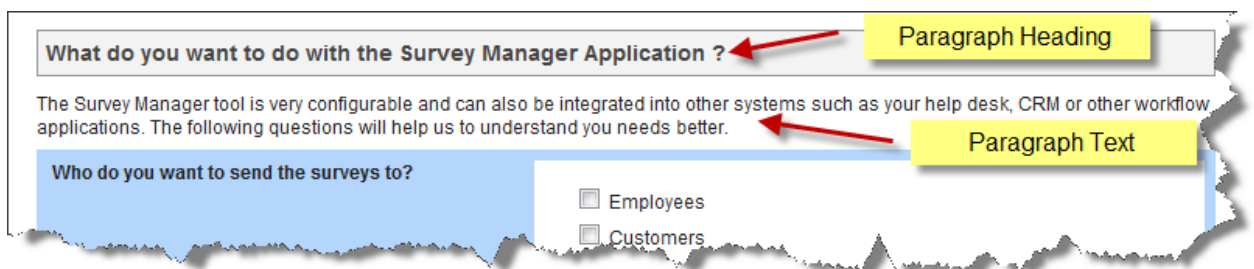 Paragraph Heading
What do you want to do with the Survey Manager Application ?
The Survey Manager tool is very configurable and can also be integrated into other systems such as your help desk, CRM or other workflow
applications. The following questions will help us to understand you needs better.
Paragraph Text
Who do you want to send the surveys to?
Employees
Customers